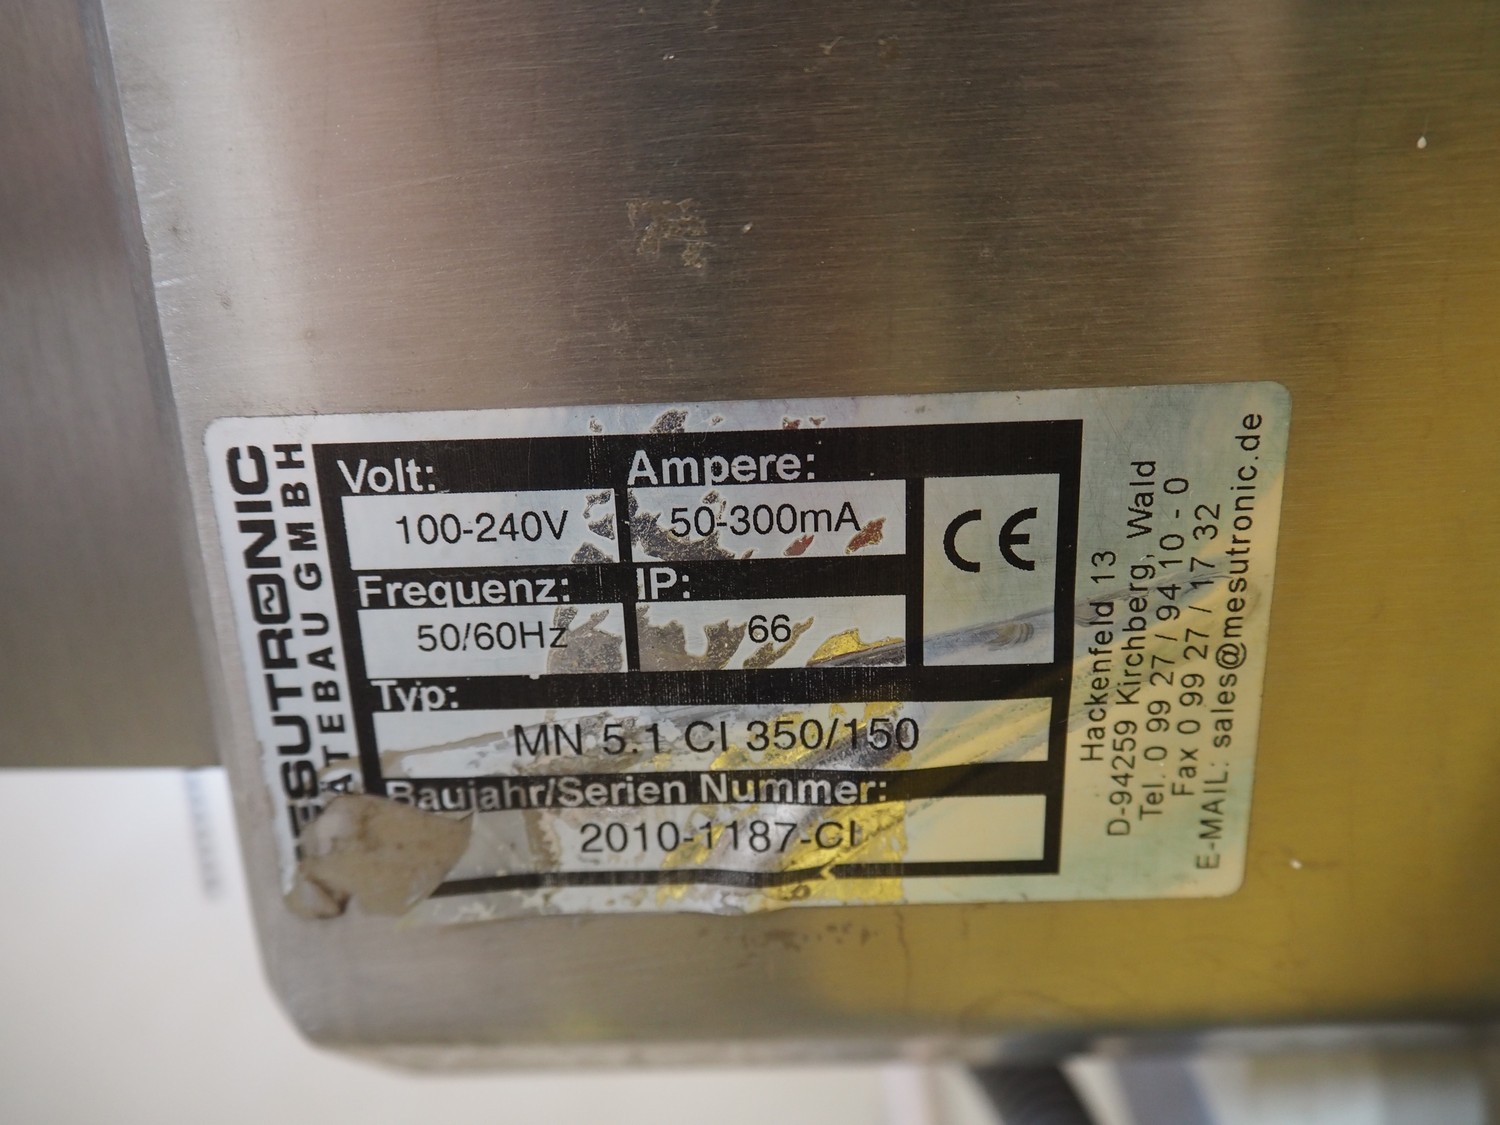 ESUTRONIC
ATEBAU GMBH
Volt:
Ampere:
100-240V
50-300mA
CE
Frequenz:
IP:
50/60Hz
66
Typ:
MN 5.1 CI 350/150
Baujahr/Serien Nummer:
2010-1187-CI
Hackenfeld 13
D-94259 Kirchberg, Wald
Tel. 0 99 27 / 94 10 - 0
Fax 0 99 27 / 17 32
E-MAIL: sales@mesutronic.de